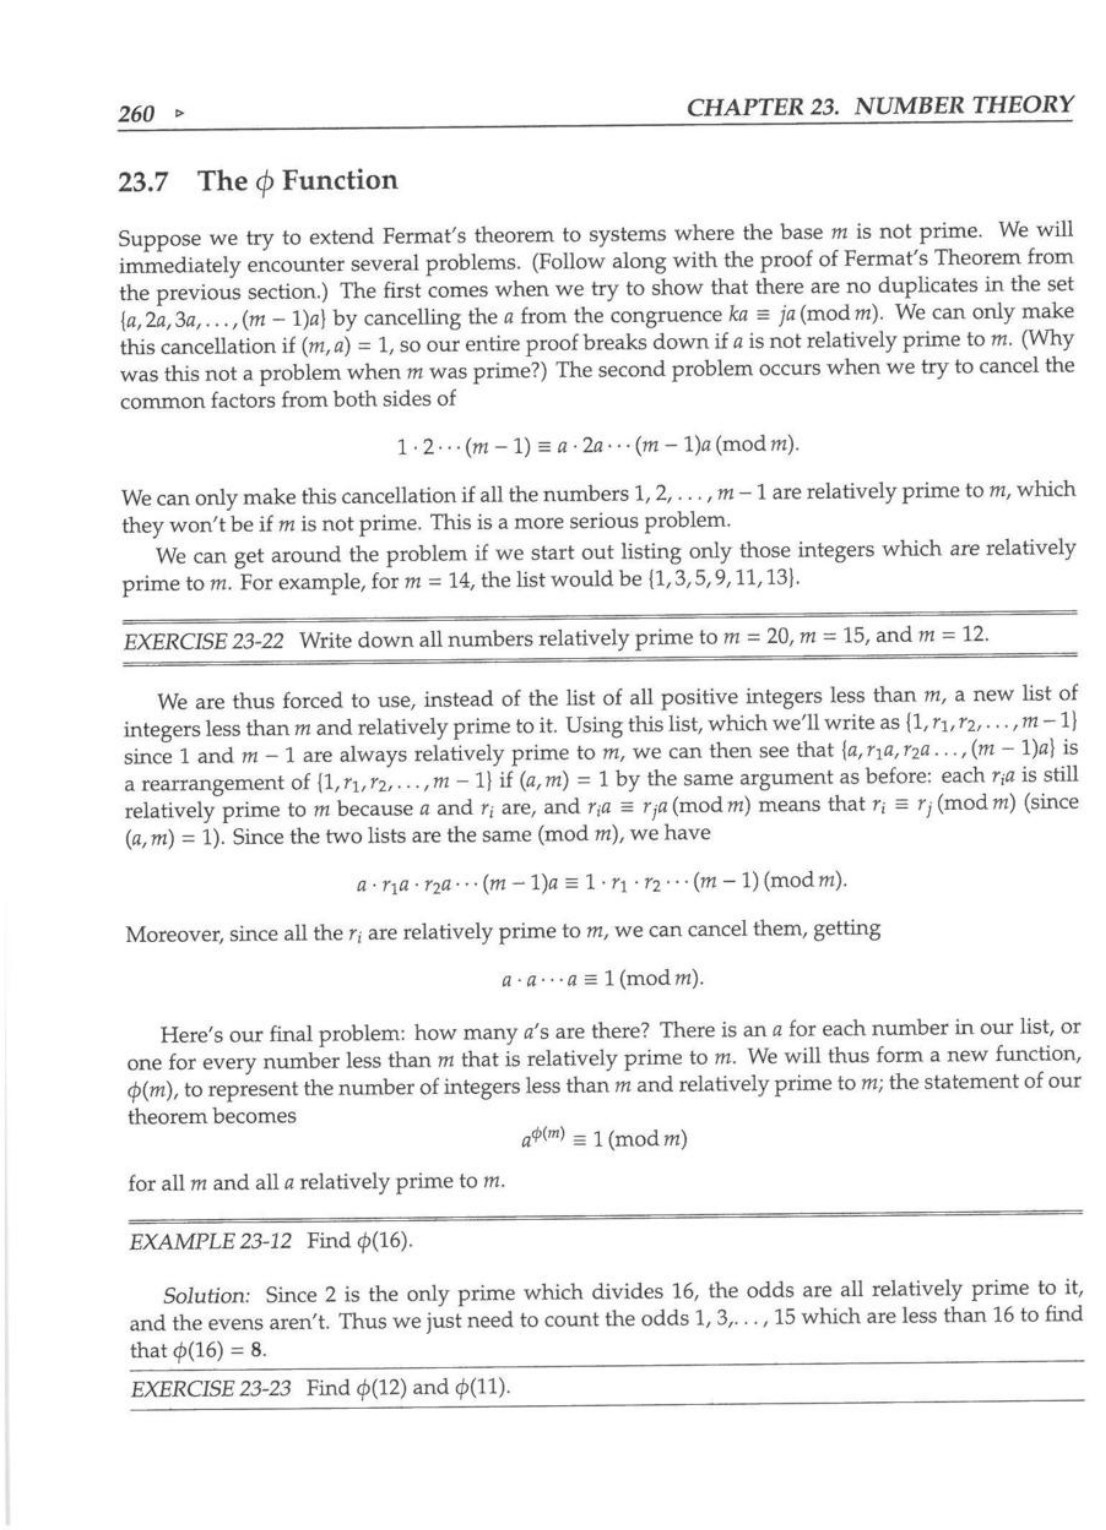 260 ▹ CHAPTER 23. NUMBER THEORY
23.7 The ϕ Function
Suppose we try to extend Fermat's theorem to systems where the base m is not prime. We will
immediately encounter several problems. (Follow along with the proof of Fermat's Theorem from
the previous section.) The first comes when we try to show that there are no duplicates in the set
{a, 2a, 3a, . . . , (m − 1)a} by cancelling the a from the congruence ka ≡ ja (mod m). We can only make
this cancellation if (m, a) = 1, so our entire proof breaks down if a is not relatively prime to m. (Why
was this not a problem when m was prime?) The second problem occurs when we try to cancel the
common factors from both sides of
1 · 2 · · · (m − 1) ≡ a · 2a · · · (m − 1)a (mod m).
We can only make this cancellation if all the numbers 1, 2, . . . , m − 1 are relatively prime to m, which
they won't be if m is not prime. This is a more serious problem.
We can get around the problem if we start out listing only those integers which are relatively
prime to m. For example, for m = 14, the list would be {1, 3, 5, 9, 11, 13}.
EXERCISE 23-22 Write down all numbers relatively prime to m = 20, m = 15, and m = 12.
We are thus forced to use, instead of the list of all positive integers less than m, a new list of
integers less than m and relatively prime to it. Using this list, which we'll write as {1, r₁, r₂, . . . , m − 1}
since 1 and m − 1 are always relatively prime to m, we can then see that {a, r₁a, r₂a . . . , (m − 1)a} is
a rearrangement of {1, r₁, r₂, . . . , m − 1} if (a, m) = 1 by the same argument as before: each rᵢa is still
relatively prime to m because a and rᵢ are, and rᵢa ≡ rⱼa (mod m) means that rᵢ ≡ rⱼ (mod m) (since
(a, m) = 1). Since the two lists are the same (mod m), we have
a · r₁a · r₂a · · · (m − 1)a ≡ 1 · r₁ · r₂ · · · (m − 1) (mod m).
Moreover, since all the rᵢ are relatively prime to m, we can cancel them, getting
a · a · · · a ≡ 1 (mod m).
Here's our final problem: how many a's are there? There is an a for each number in our list, or
one for every number less than m that is relatively prime to m. We will thus form a new function,
ϕ(m), to represent the number of integers less than m and relatively prime to m; the statement of our
theorem becomes
a^ϕ(m) ≡ 1 (mod m)
for all m and all a relatively prime to m.
EXAMPLE 23-12 Find ϕ(16).
Solution: Since 2 is the only prime which divides 16, the odds are all relatively prime to it,
and the evens aren't. Thus we just need to count the odds 1, 3,. . . , 15 which are less than 16 to find
that ϕ(16) = 8.
EXERCISE 23-23 Find ϕ(12) and ϕ(11).